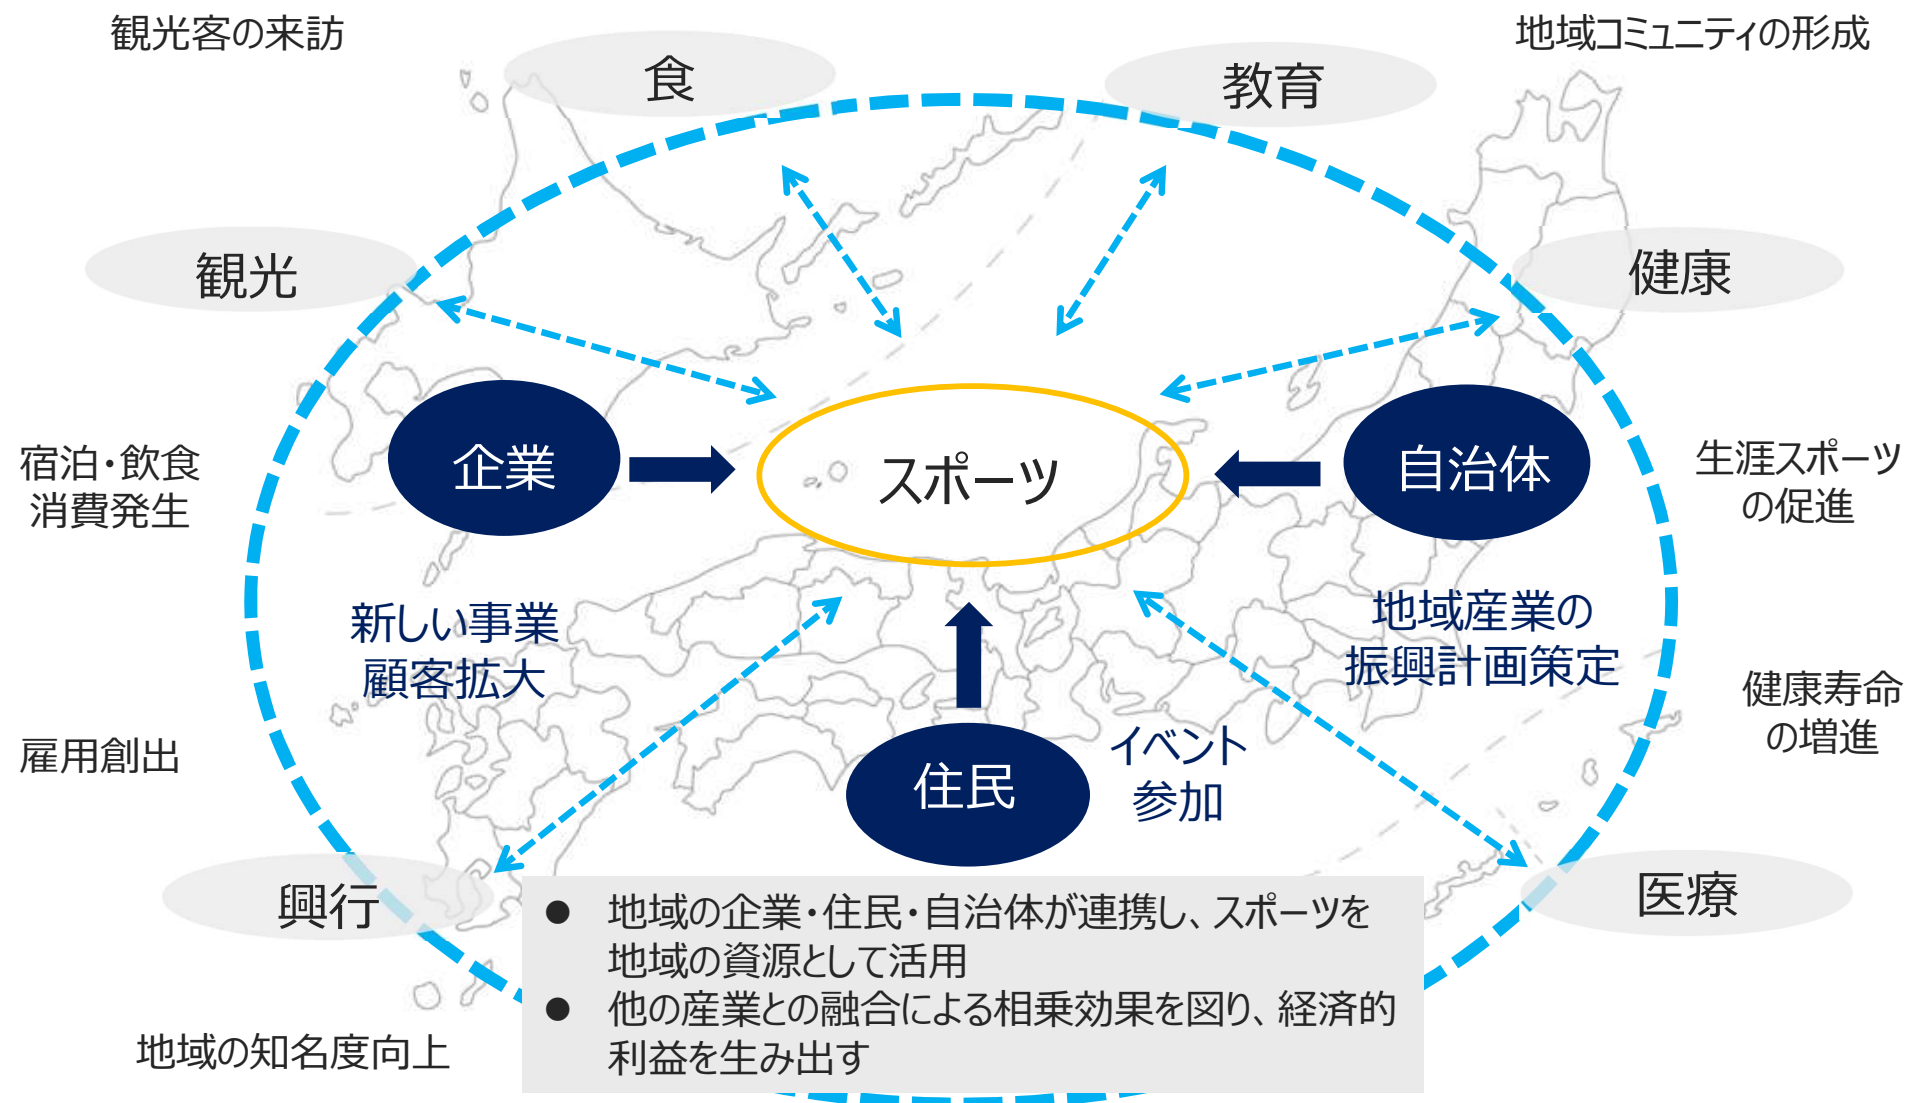 観光客の来訪
地域コミュニティの形成
食
教育
観光
健康
企業
スポーツ
自治体
宿泊・飲食
消費発生
生涯スポーツ
の促進
新しい事業
顧客拡大
地域産業の
振興計画策定
健康寿命
の増進
雇用創出
住民
イベント
参加
興行
医療
● 地域の企業・住民・自治体が連携し、スポーツを
地域の資源として活用
● 他の産業との融合による相乗効果を図り、経済的
利益を生み出す
地域の知名度向上